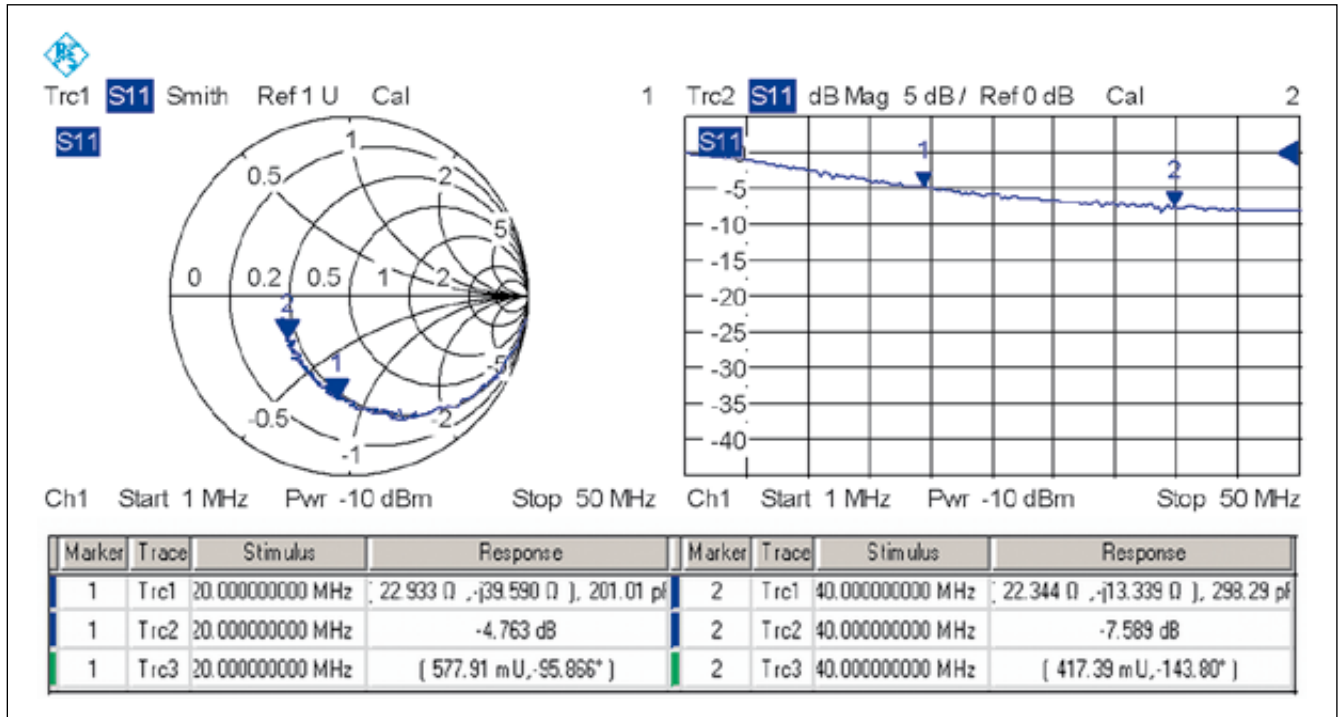 Trc1 S11 Smith Ref 1 U Cal 1
S11
1
0.5
2
5
0 0.2 0.5 1 2
2
1
-5
-0.5
-2
-1
Ch1 Start 1 MHz Pwr -10 dBm Stop 50 MHz
Trc2 S11 dB Mag 5 dB / Ref 0 dB Cal 2
S11
1
2
-5
-10
-15
-20
-25
-30
-35
-40
Ch1 Start 1 MHz Pwr -10 dBm Stop 50 MHz
Marker Trace Stimulus Response Marker Trace Stimulus Response
1 Trc1 20.000000000 MHz ( 22.933 Ω ,-j39.590 Ω ), 201.01 pF 2 Trc1 40.000000000 MHz ( 22.344 Ω ,-j13.339 Ω ), 298.29 pF
1 Trc2 20.000000000 MHz -4.763 dB 2 Trc2 40.000000000 MHz -7.589 dB
1 Trc3 20.000000000 MHz ( 577.91 mU,-95.866° ) 2 Trc3 40.000000000 MHz ( 417.39 mU,-143.80° )